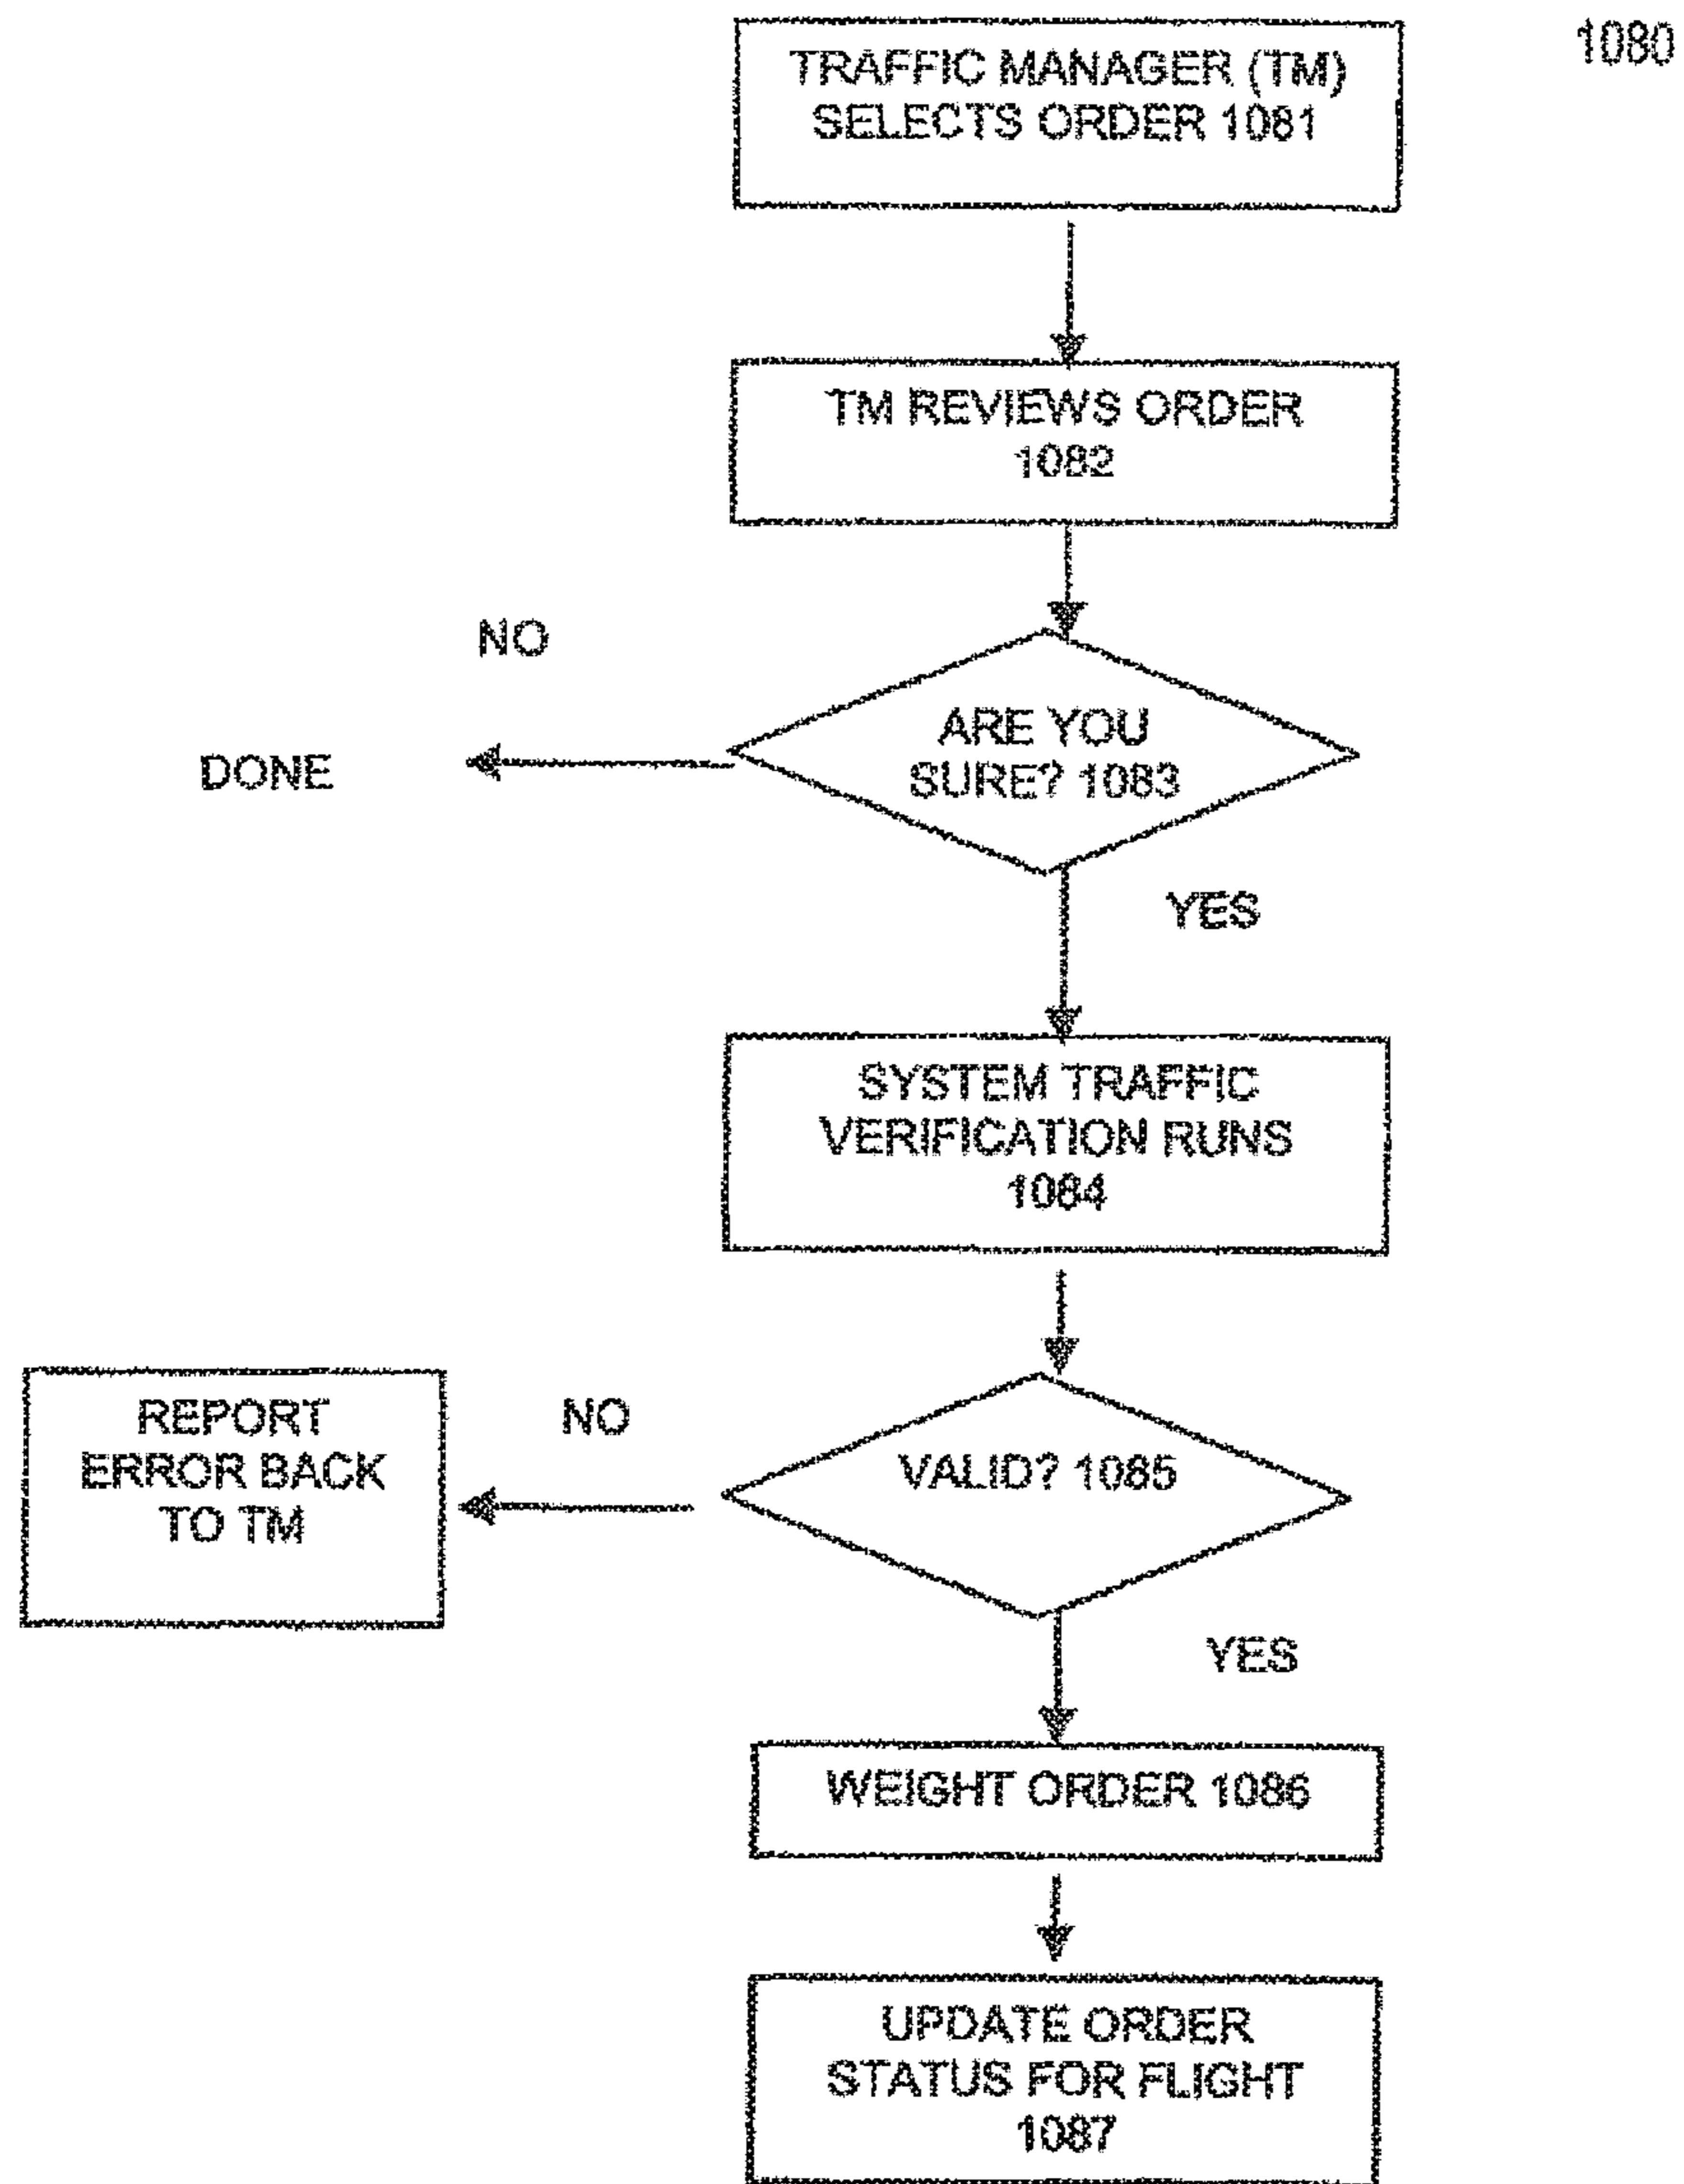 1080
TRAFFIC MANAGER (TM)
SELECTS ORDER 1081
TM REVIEWS ORDER
1082
NO
ARE YOU
SURE? 1083
DONE
YES
SYSTEM TRAFFIC
VERIFICATION RUNS
1084
REPORT
ERROR BACK
TO TM
NO
VALID? 1085
YES
WEIGHT ORDER 1086
UPDATE ORDER
STATUS FOR FLIGHT
1087